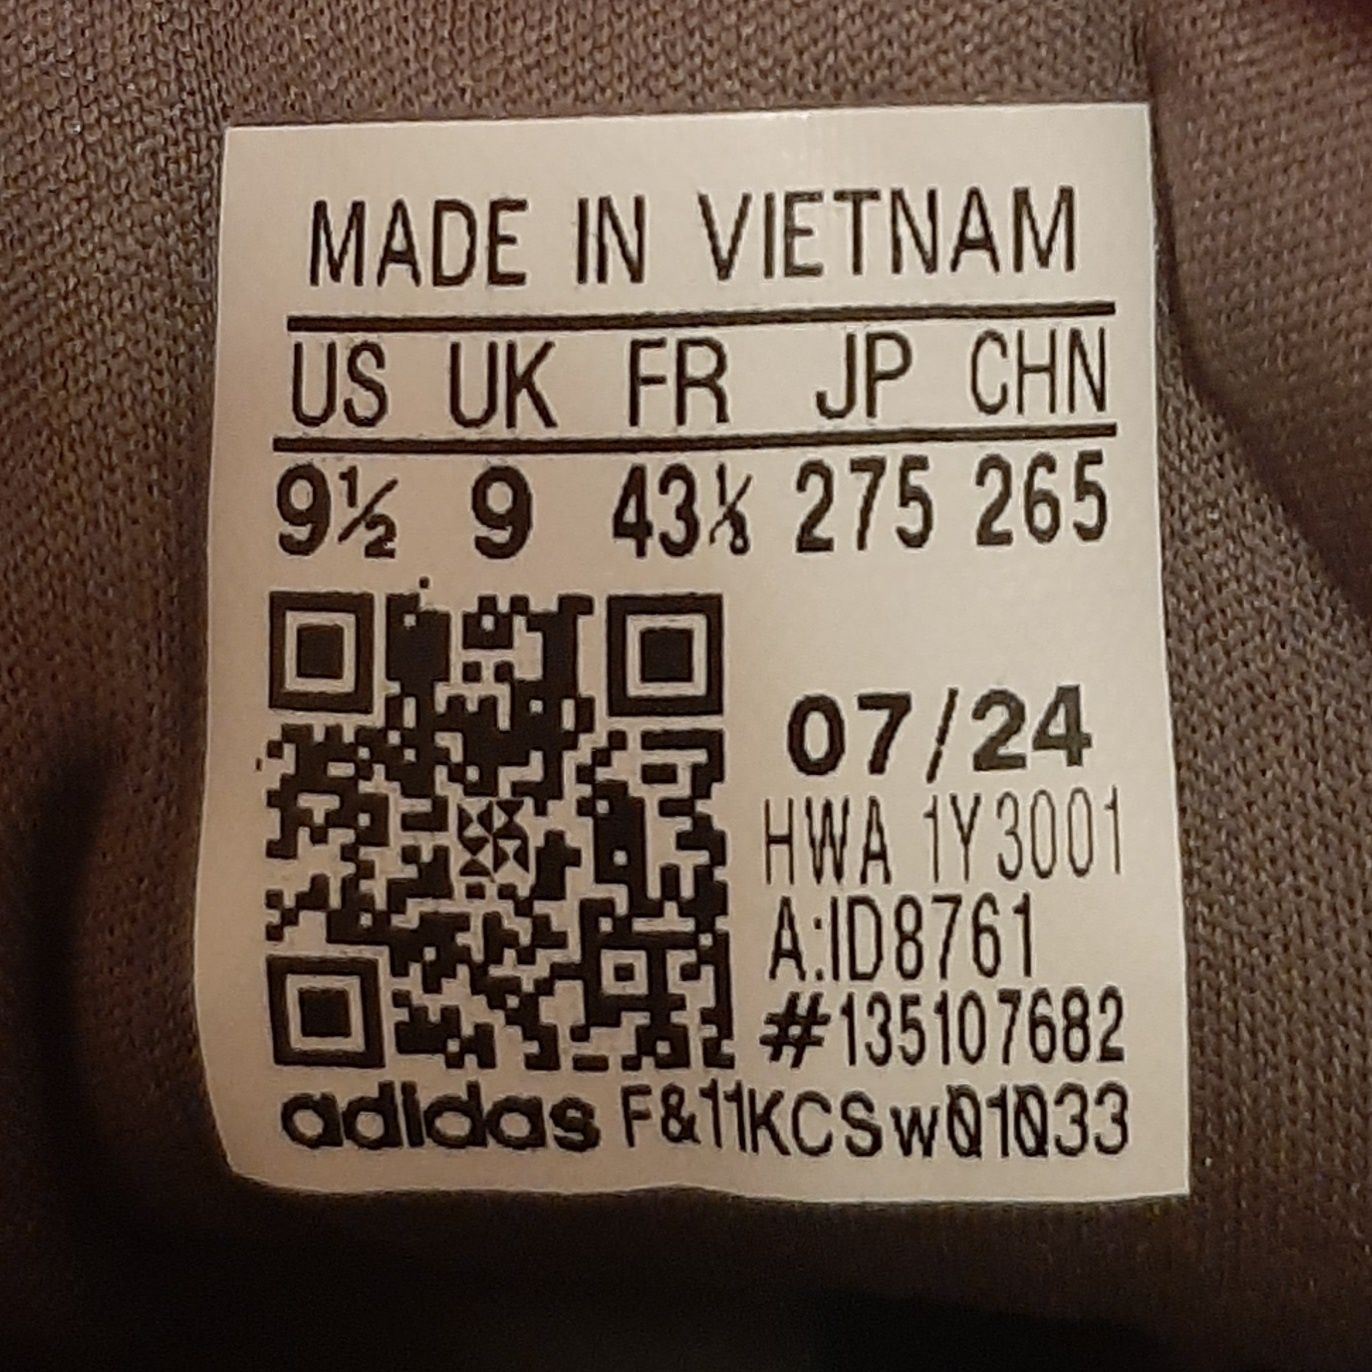 MADE IN VIETNAM
US UK FR JP CHN
9½ 9 43⅓ 275 265
07/24
HWA 1Y3001
A:ID8761
#135107682
adidas F&11KCSw01033